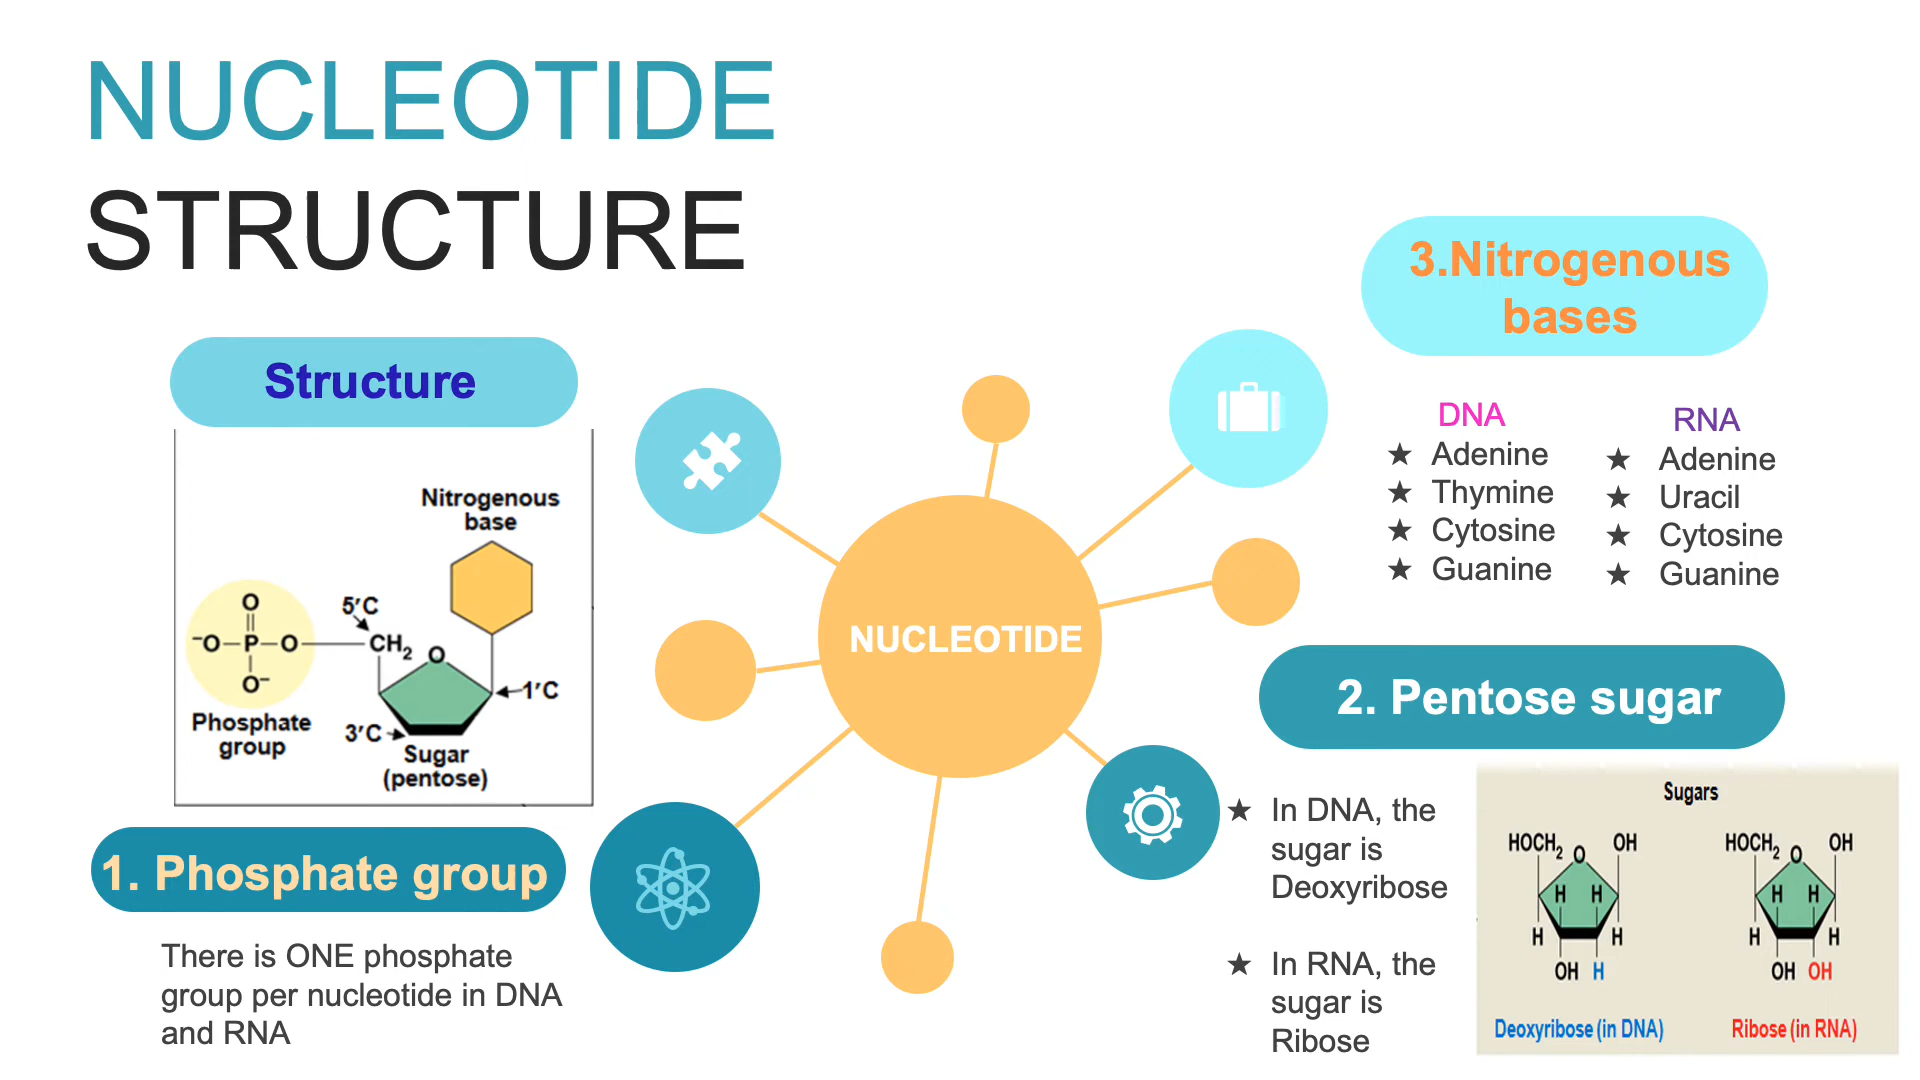 NUCLEOTIDE
STRUCTURE
Structure
Nitrogenous
base
O
⁻O–P–O
O⁻
Phosphate
group
5′C
CH₂
O
1′C
3′C
Sugar
(pentose)
1. Phosphate group
There is ONE phosphate
group per nucleotide in DNA
and RNA
NUCLEOTIDE
3.Nitrogenous
bases
DNA
★ Adenine
★ Thymine
★ Cytosine
★ Guanine
RNA
★ Adenine
★ Uracil
★ Cytosine
★ Guanine
2. Pentose sugar
★ In DNA, the
sugar is
Deoxyribose
★ In RNA, the
sugar is
Ribose
Sugars
HOCH₂ O OH
H H
H H
OH H
Deoxyribose (in DNA)
HOCH₂ O OH
H H
H H
OH OH
Ribose (in RNA)